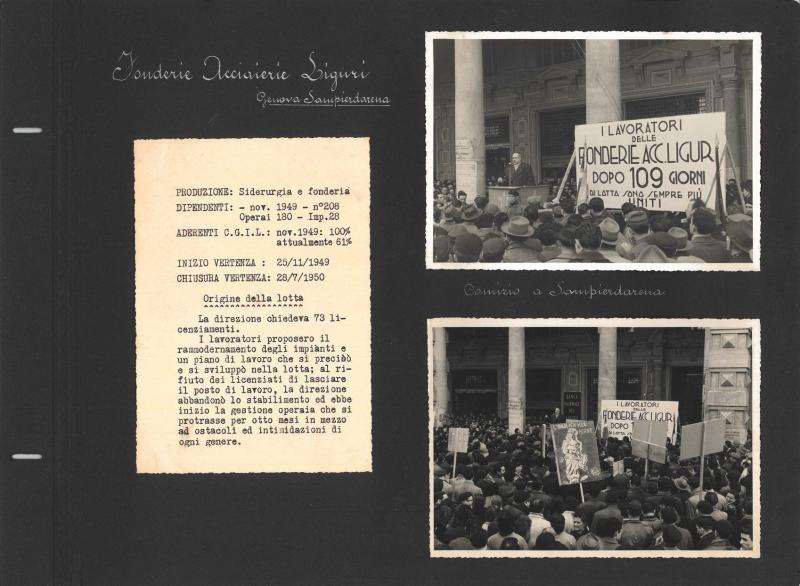 Fonderie Acciaierie Liguri
Genova Sampierdarena
PRODUZIONE: Siderurgia e fonderia
DIPENDENTI: - nov. 1949 - n°208
Operai 180 - Imp.28
ADERENTI C.G.I.L.: nov.1949: 100%
attualmente 61%
INIZIO VERTENZA : 25/11/1949
CHIUSURA VERTENZA: 28/7/1950
Origine della lotta
La direzione chiedeva 73 li-
cenziamenti.
I lavoratori proposero il
rammodernamento degli impianti e
un piano di lavoro che si preciòò
e si sviluppò nella lotta; al ri-
fiuto dei licenziati di lasciare
il posto di lavoro, la direzione
abbandonò lo stabilimento ed ebbe
inizio la gestione operaia che si
protrasse per otto mesi in mezzo
ad ostacoli ed intimidazioni di
ogni genere.
I LAVORATORI
DELLE
FONDERIE ACC.LIGURI
DOPO 109 GIORNI
DI LOTTA SONO SEMPRE PIÙ
UNITI
Comizio a Sampierdarena
I LAVORATORI
DELLE
FONDERIE ACC.LIGURI
DOPO